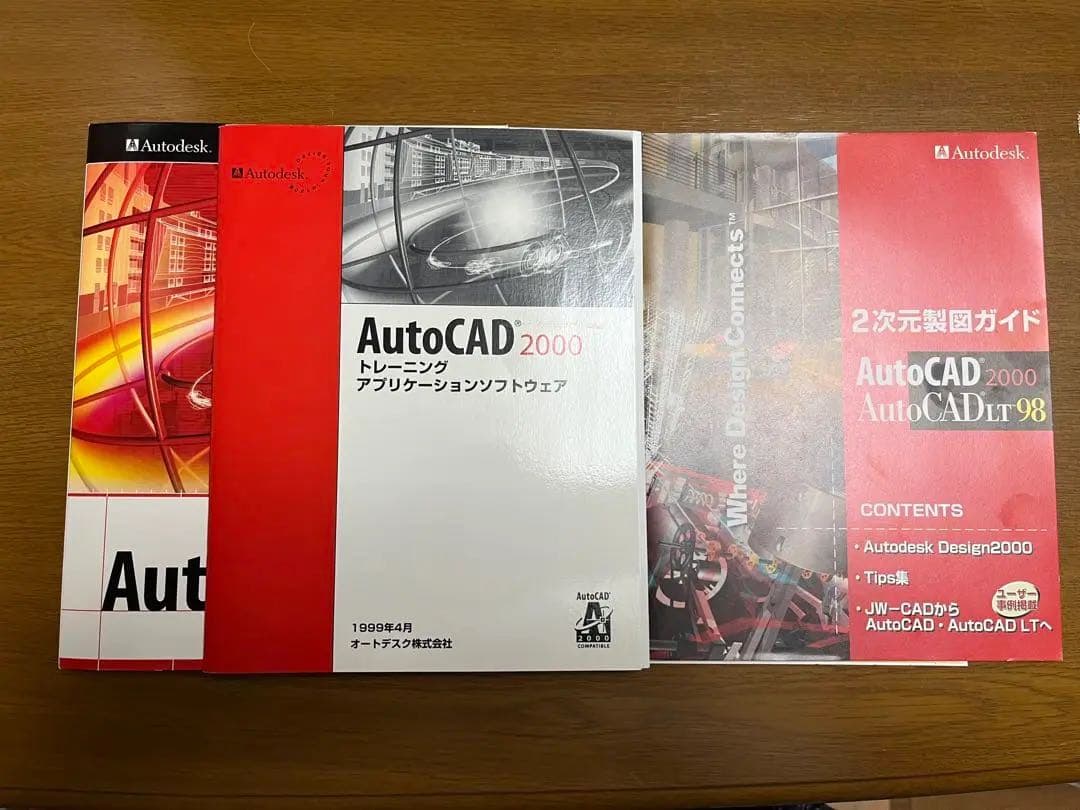 Autodesk.
Aut
Autodesk.
AutoCAD® 2000
トレーニング
アプリケーションソフトウェア
1999年4月
オートデスク株式会社
AutoCAD®
2000
COMPATIBLE
Where Design Connects™
Autodesk.
2次元製図ガイド
AutoCAD® 2000
AutoCAD® LT 98
CONTENTS
・Autodesk Design2000
・Tips集
・JW－CADから
AutoCAD・AutoCAD LTへ
ユーザー
事例掲載